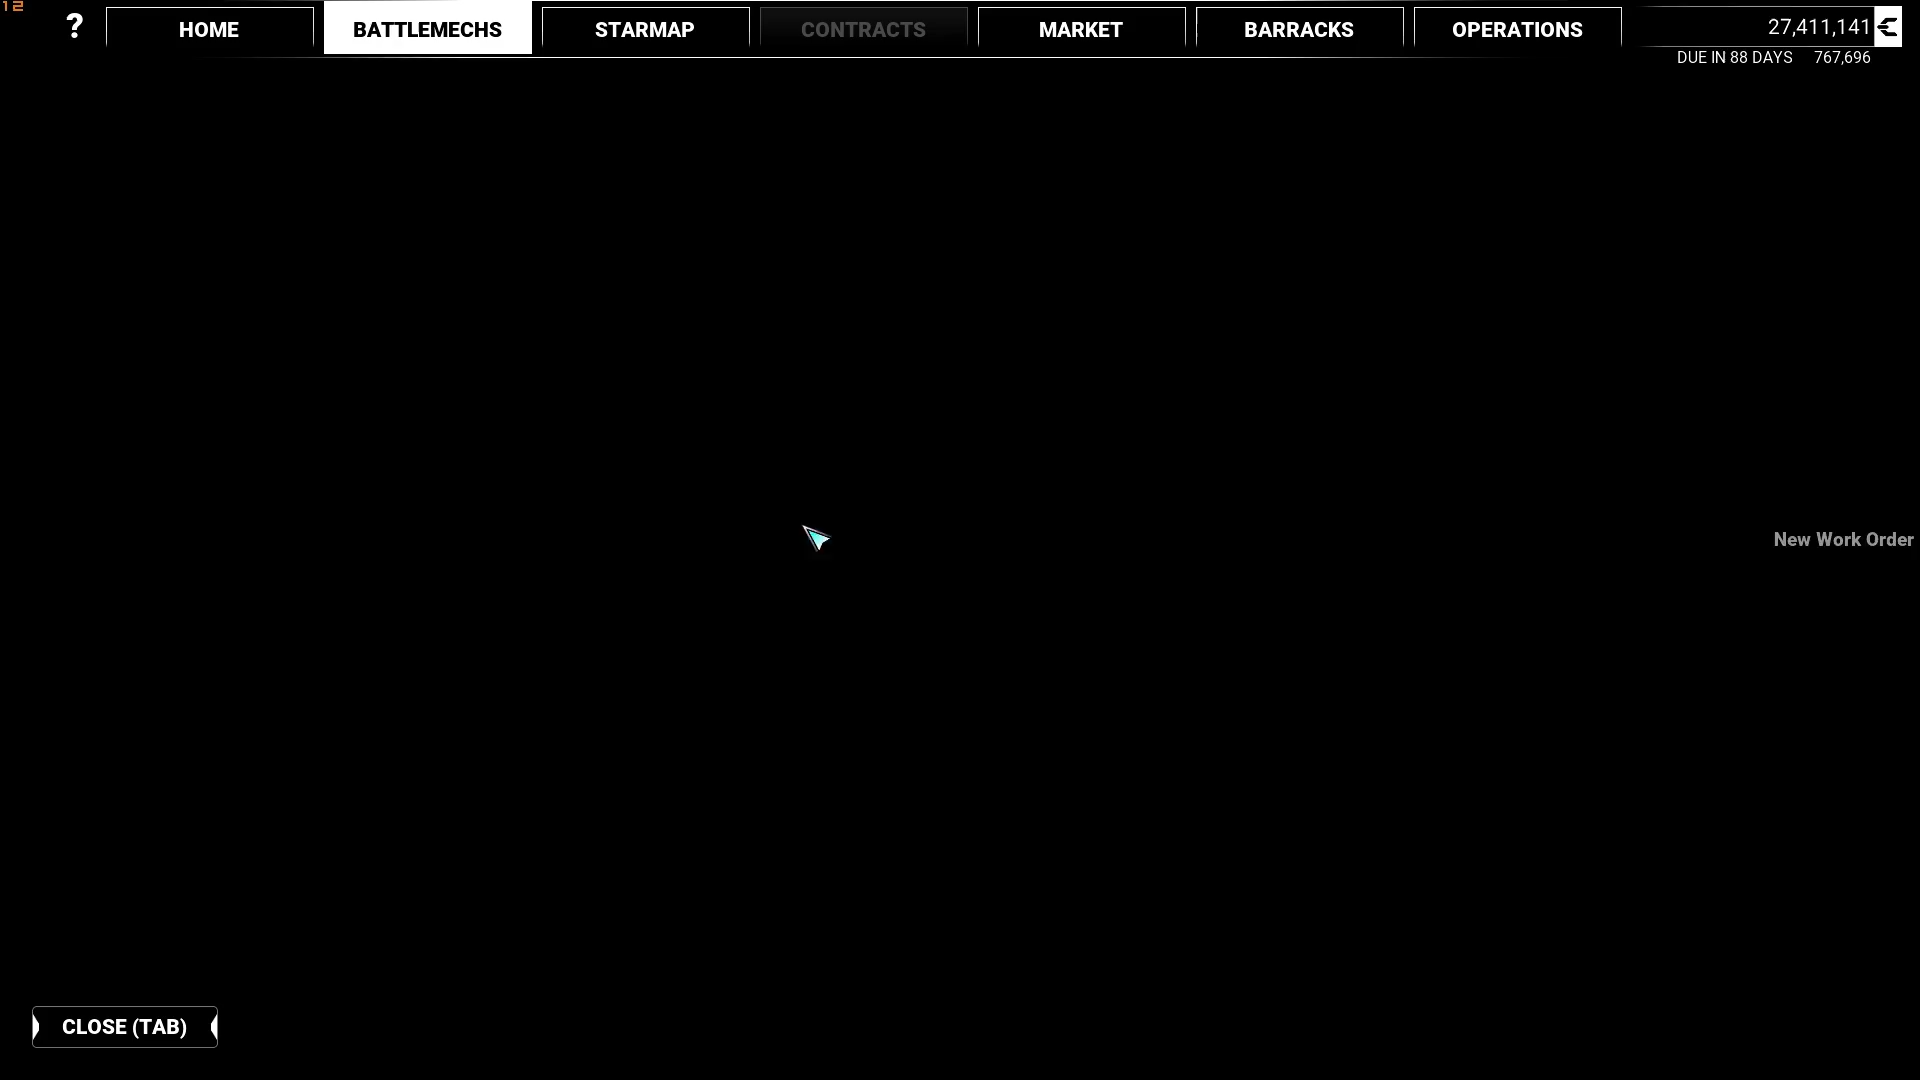 12
?
HOME
BATTLEMECHS
STARMAP
CONTRACTS
MARKET
BARRACKS
OPERATIONS
27,411,141
DUE IN 88 DAYS 767,696
New Work Order
CLOSE (TAB)